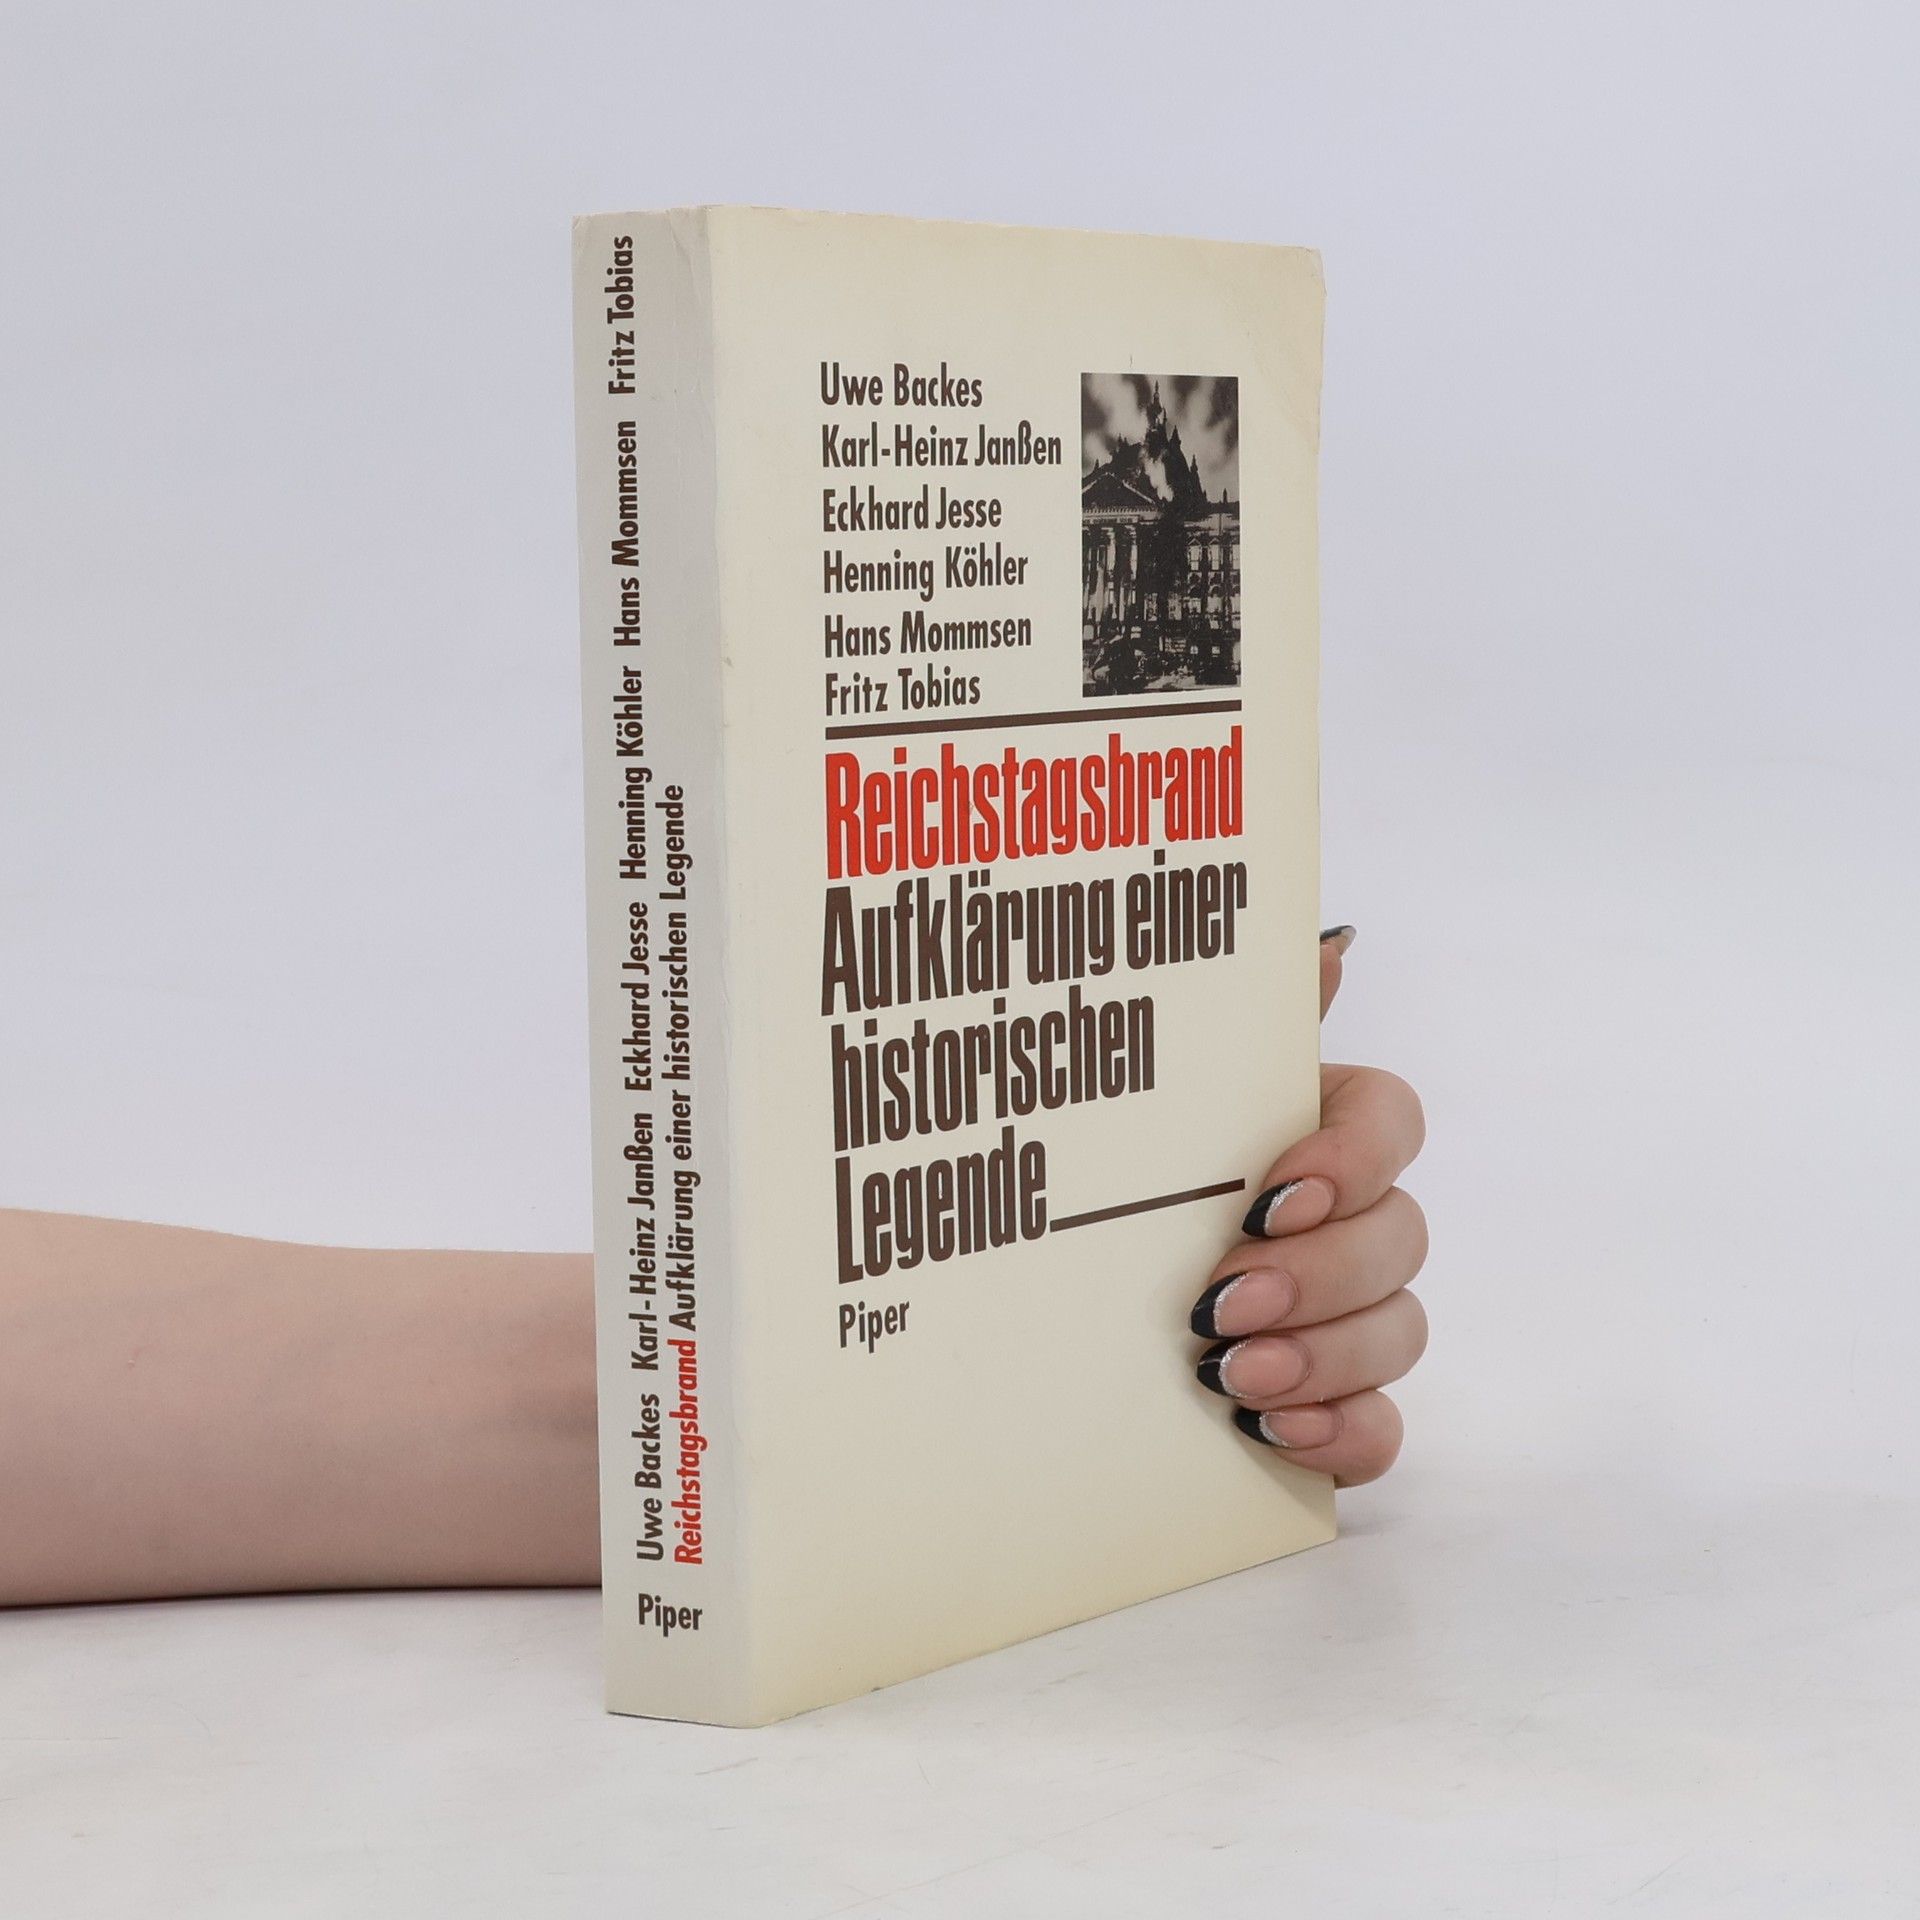 Uwe Backes Karl-Heinz Janßen Eckhard Jesse Henning Köhler Hans Mommsen Fritz Tobias
Reichstagsbrand Aufklärung einer historischen Legende
Piper
Uwe Backes
Karl-Heinz Janßen
Eckhard Jesse
Henning Köhler
Hans Mommsen
Fritz Tobias
Reichstagsbrand
Aufklärung einer
historischen
Legende
Piper